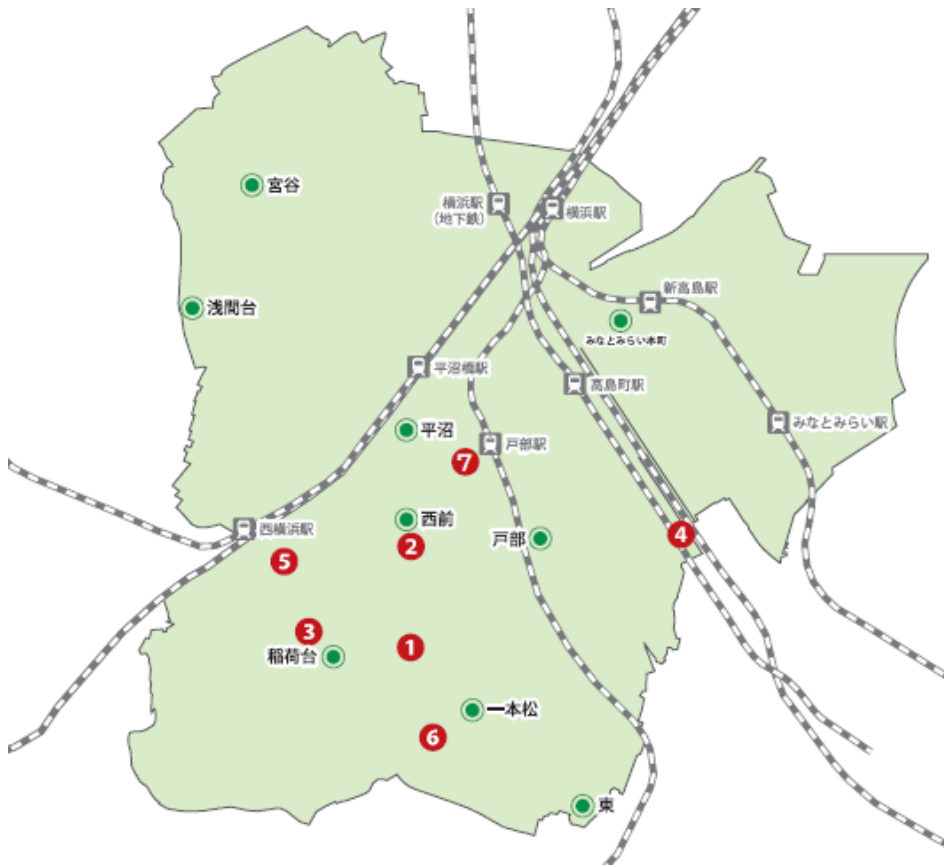 宮谷
横浜駅
(地下鉄)
横浜駅
浅間台
新高島駅
みなとみらい本町
平沼橋駅
高島町駅
平沼
戸部駅
みなとみらい駅
7
西横浜駅
西前
戸部
4
2
5
3
稲荷台
1
一本松
6
東